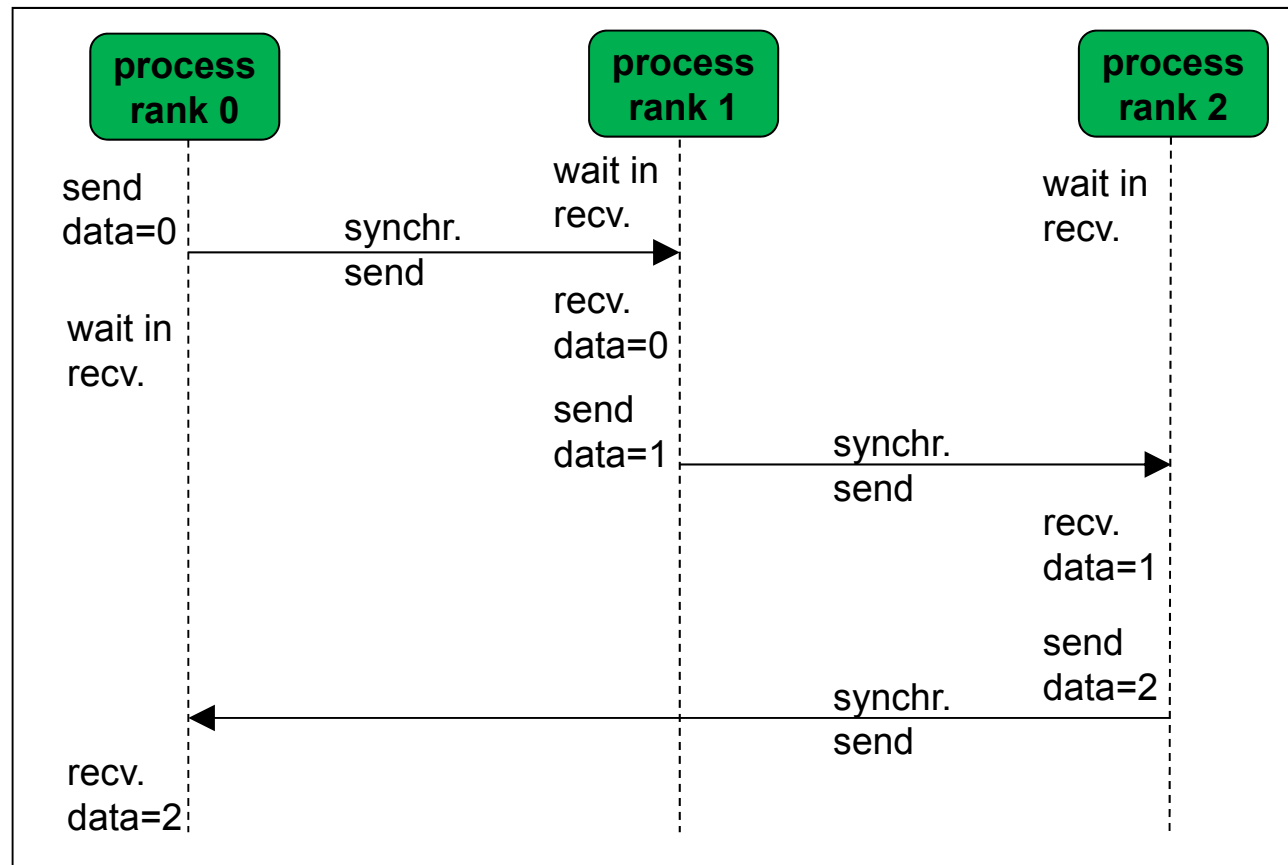 process
rank 0
process
rank 1
process
rank 2
send
data=0
wait in
recv.
wait in
recv.
synchr.
send
wait in
recv.
recv.
data=0
send
data=1
synchr.
send
recv.
data=1
send
data=2
synchr.
send
recv.
data=2